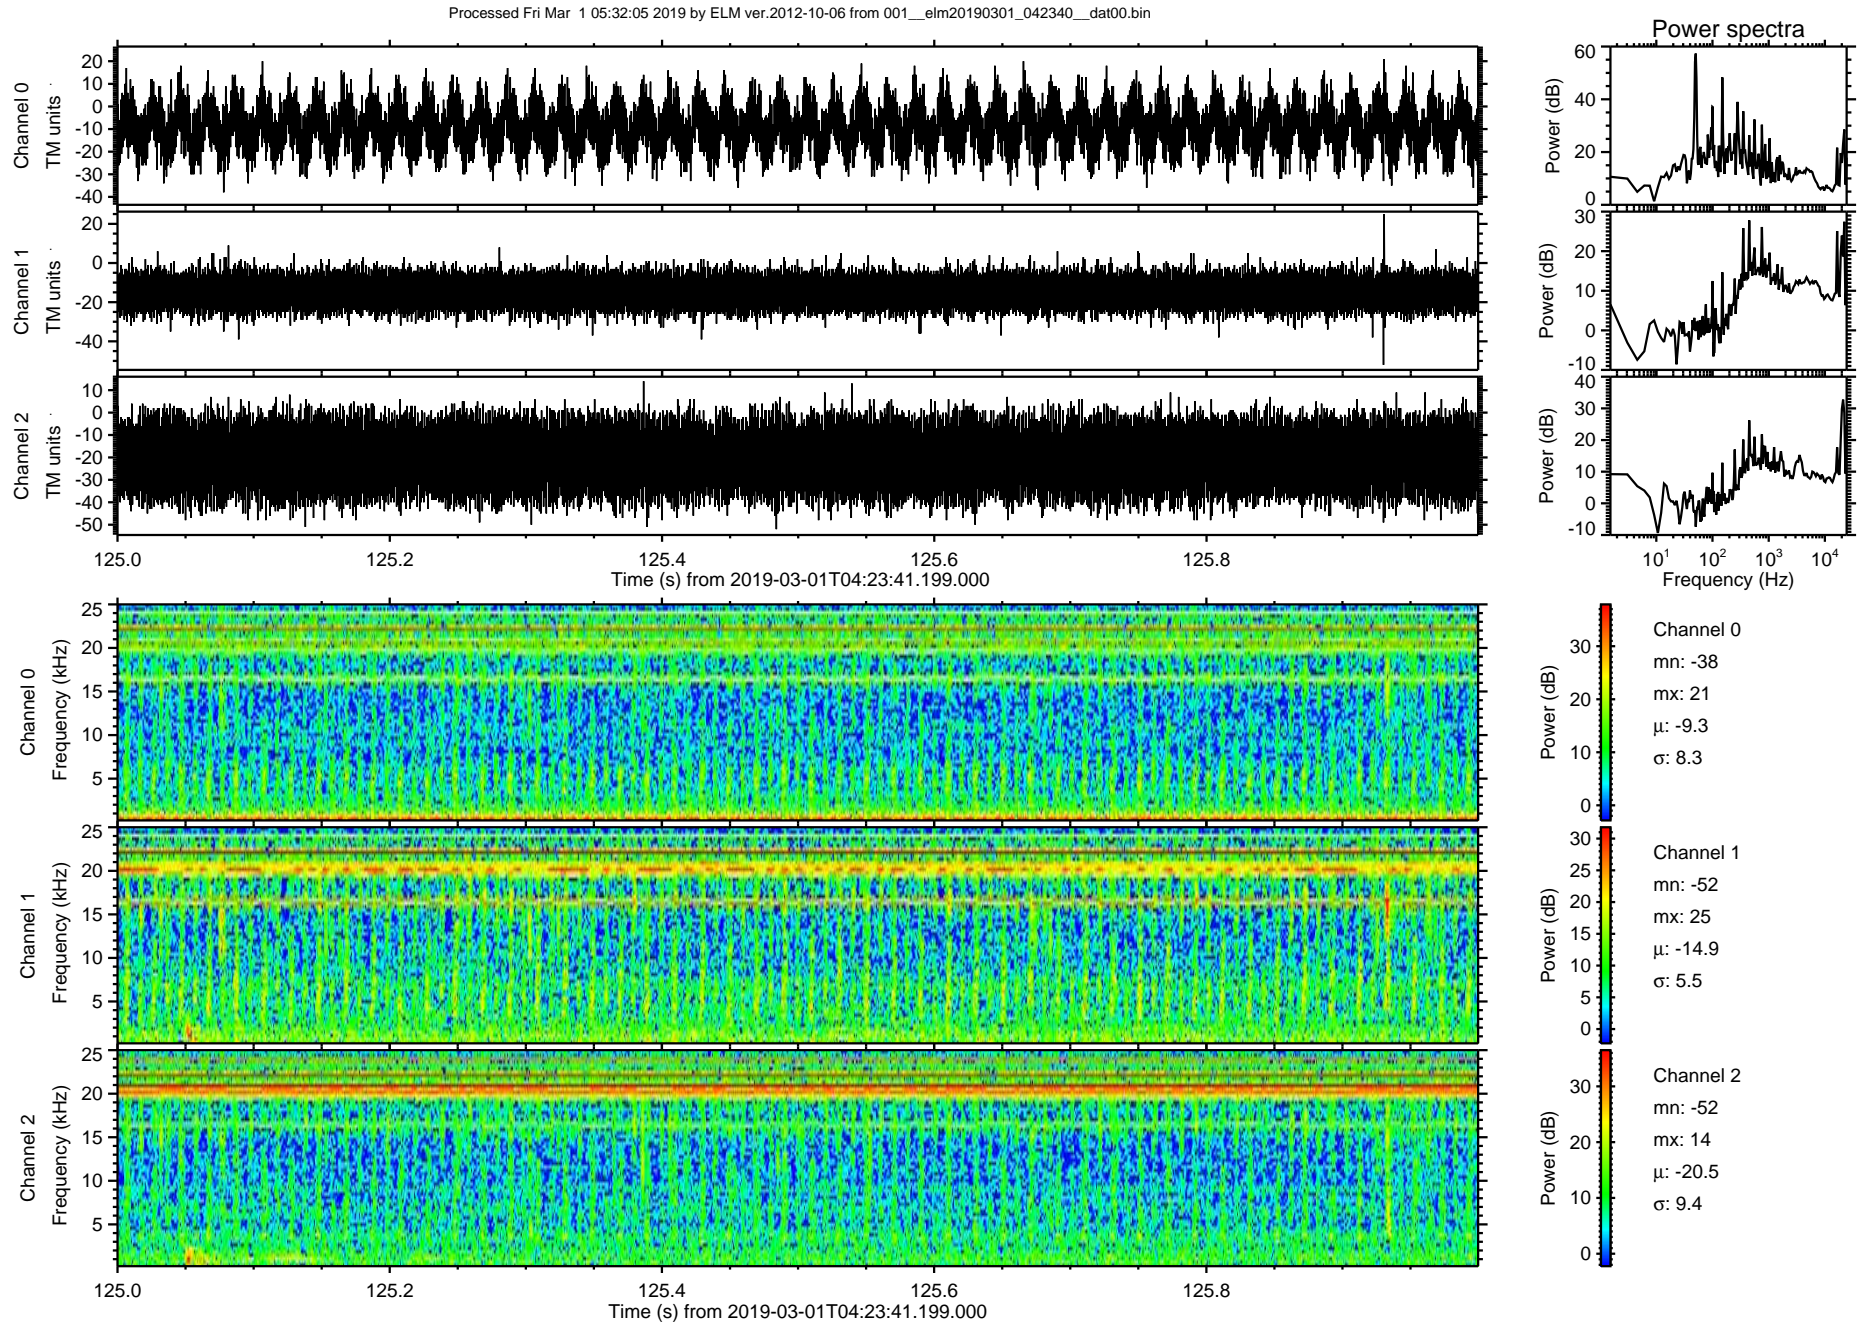 Processed Fri Mar  1 05:32:05 2019 by ELM ver.2012-10-06 from 001__elm20190301_042340__dat00.bin
Power spectra
Channel 0
TM units
20
10
0
-10
-20
-30
-40
Power (dB)
60
40
20
0
Channel 1
TM units
20
0
-20
-40
Power (dB)
30
20
10
0
-10
Channel 2
TM units
10
0
-10
-20
-30
-40
-50
Power (dB)
40
30
20
10
0
-10
125.0 125.2 125.4 125.6 125.8
Time (s) from 2019-03-01T04:23:41.199.000
10^1 10^2 10^3 10^4
Frequency (Hz)
Channel 0
Frequency (kHz)
25
20
15
10
5
Power (dB)
30
20
10
0
Channel 0
mn: -38
mx: 21
μ: -9.3
σ: 8.3
Channel 1
Frequency (kHz)
25
20
15
10
5
Power (dB)
30
25
20
15
10
5
0
Channel 1
mn: -52
mx: 25
μ: -14.9
σ: 5.5
Channel 2
Frequency (kHz)
25
20
15
10
5
Power (dB)
30
20
10
0
Channel 2
mn: -52
mx: 14
μ: -20.5
σ: 9.4
125.0 125.2 125.4 125.6 125.8
Time (s) from 2019-03-01T04:23:41.199.000